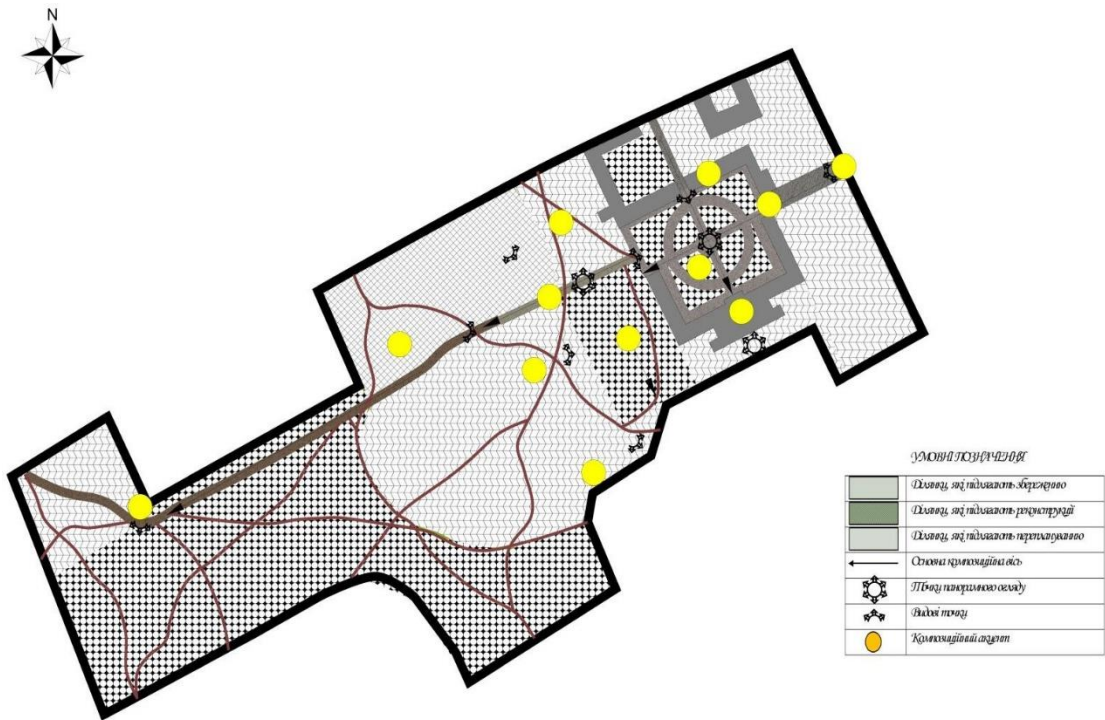 N
УМОВНІ ПОЗНАЧЕННЯ
Ділянки, які підлягають збереженню
Ділянки, які підлягають реконструкції
Ділянки, які підлягають переплануванню
Основна композиційна вісь
Точки панорамного огляду
Видові точки
Композиційний акцент